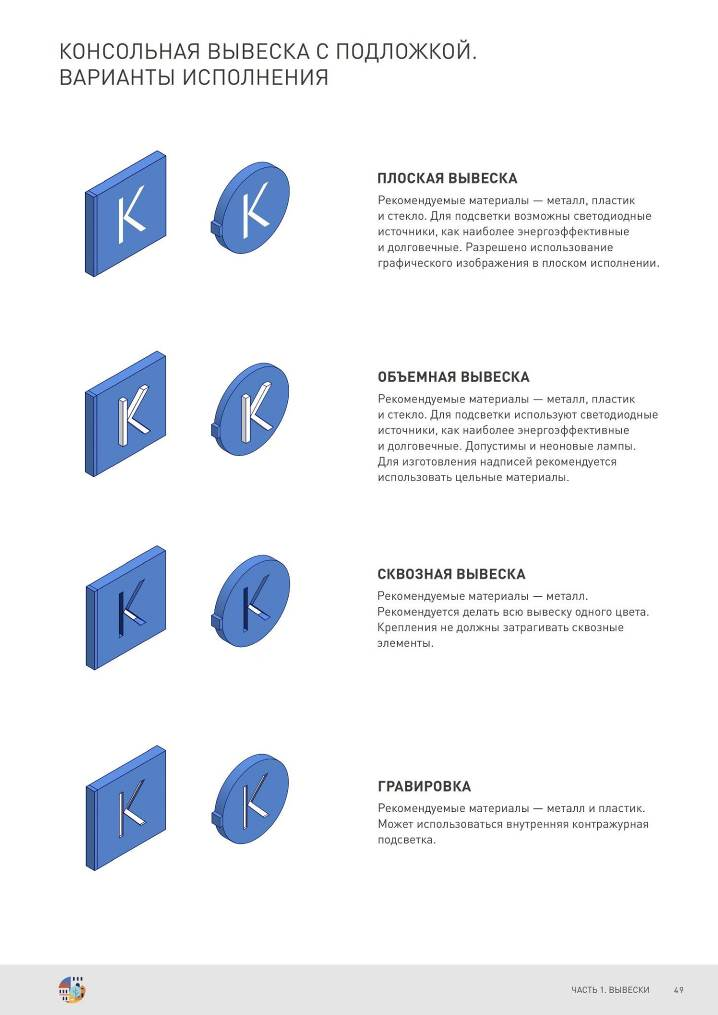 КОНСОЛЬНАЯ ВЫВЕСКА С ПОДЛОЖКОЙ.
ВАРИАНТЫ ИСПОЛНЕНИЯ
К К
ПЛОСКАЯ ВЫВЕСКА
Рекомендуемые материалы — металл, пластик
и стекло. Для подсветки возможны светодиодные
источники, как наиболее энергоэффективные
и долговечные. Разрешено использование
графического изображения в плоском исполнении.
К К
ОБЪЕМНАЯ ВЫВЕСКА
Рекомендуемые материалы — металл, пластик
и стекло. Для подсветки используют светодиодные
источники, как наиболее энергоэффективные
и долговечные. Допустимы и неоновые лампы.
Для изготовления надписей рекомендуется
использовать цельные материалы.
К К
СКВОЗНАЯ ВЫВЕСКА
Рекомендуемые материалы — металл.
Рекомендуется делать всю вывеску одного цвета.
Крепления не должны затрагивать сквозные
элементы.
К К
ГРАВИРОВКА
Рекомендуемые материалы — металл и пластик.
Может использоваться внутренняя контражурная
подсветка.
ЧАСТЬ 1. ВЫВЕСКИ 49